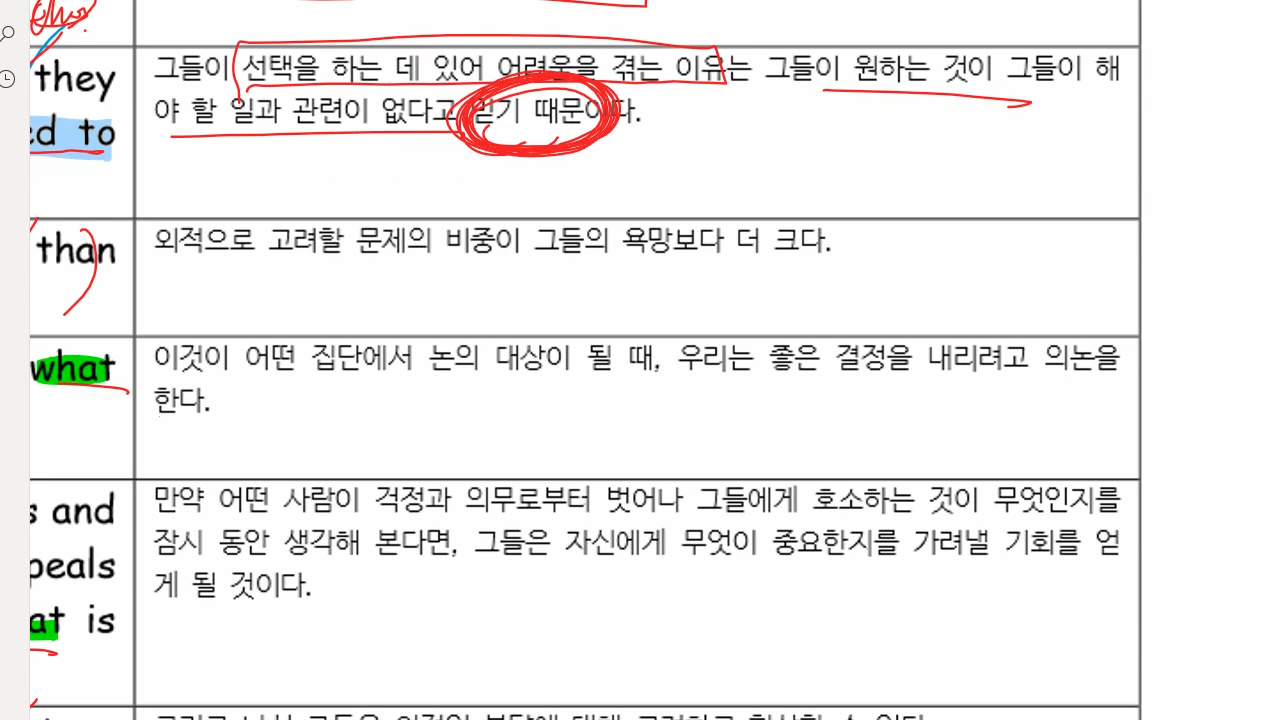 they
ed to
그들이 선택을 하는 데 있어 어려움을 겪는 이유는 그들이 원하는 것이 그들이 해
야 할 일과 관련이 없다고 믿기 때문이다.
than
외적으로 고려할 문제의 비중이 그들의 욕망보다 더 크다.
what
이것이 어떤 집단에서 논의 대상이 될 때, 우리는 좋은 결정을 내리려고 의논을
한다.
s and
peals
at is
만약 어떤 사람이 걱정과 의무로부터 벗어나 그들에게 호소하는 것이 무엇인지를
잠시 동안 생각해 본다면, 그들은 자신에게 무엇이 중요한지를 가려낼 기회를 얻
게 될 것이다.